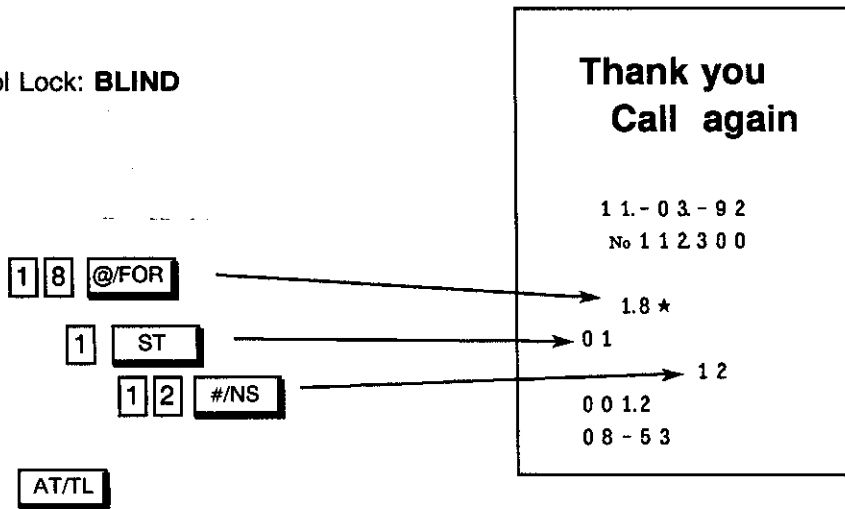 ol Lock: BLIND
1 8 @/FOR
1 ST
1 2 #/NS
AT/TL
Thank you
Call again
11.-03.-92
No 112300
1.8 ★
01
12
001.2
08-53